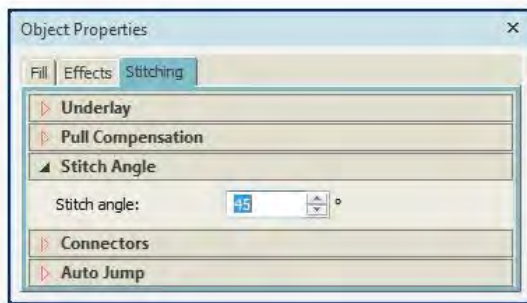 Object Properties
Fill Effects Stitching
Underlay
Pull Compensation
Stitch Angle
Stitch angle: 45 °
Connectors
Auto Jump